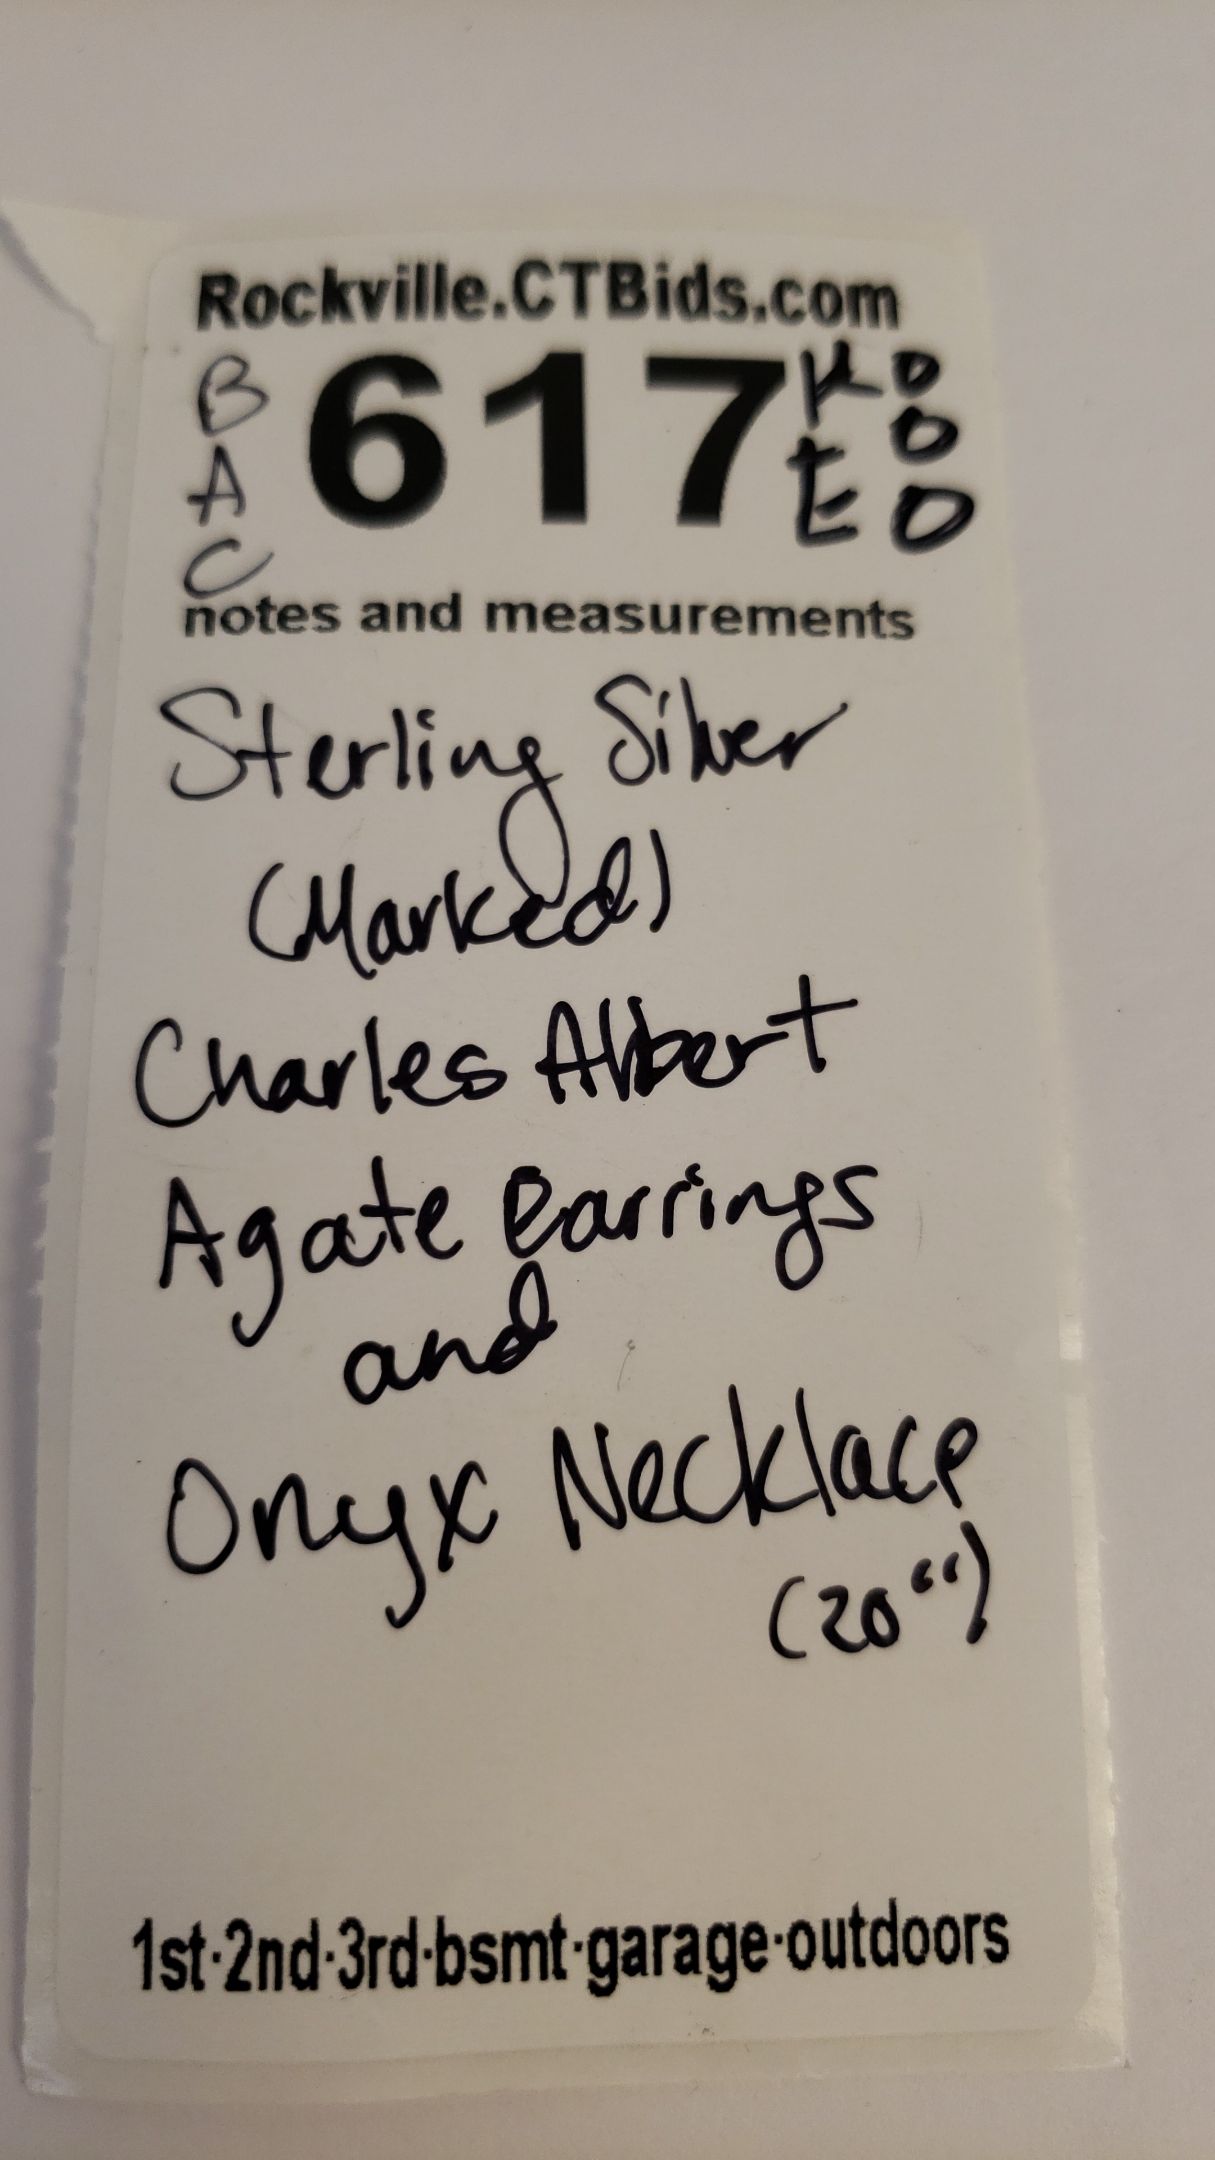 Rockville.CTBids.com
B
A
C
617
notes and measurements
Sterling Silver
(Marked)
Charles Albert
Agate earrings
and
Onyx Necklace
(20“)
1st·2nd·3rd·bsmt·garage·outdoors